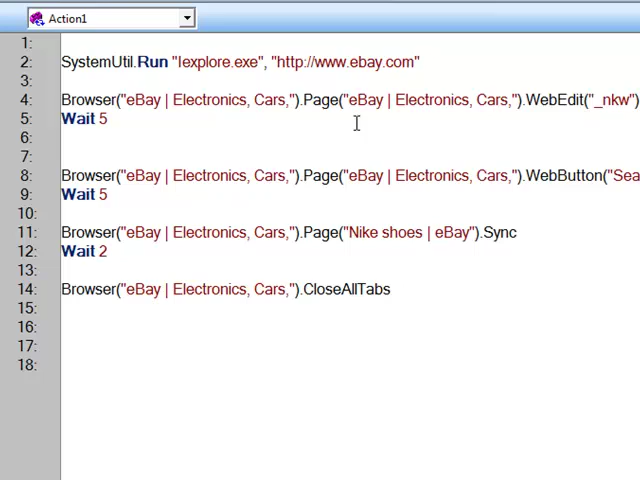 Action1
1:
2: SystemUtil.Run "Iexplore.exe", "http://www.ebay.com"
3:
4: Browser("eBay | Electronics, Cars,").Page("eBay | Electronics, Cars,").WebEdit("_nkw")
5: Wait 5
6:
7:
8: Browser("eBay | Electronics, Cars,").Page("eBay | Electronics, Cars,").WebButton("Sea
9: Wait 5
10:
11: Browser("eBay | Electronics, Cars,").Page("Nike shoes | eBay").Sync
12: Wait 2
13:
14: Browser("eBay | Electronics, Cars,").CloseAllTabs
15:
16:
17:
18: